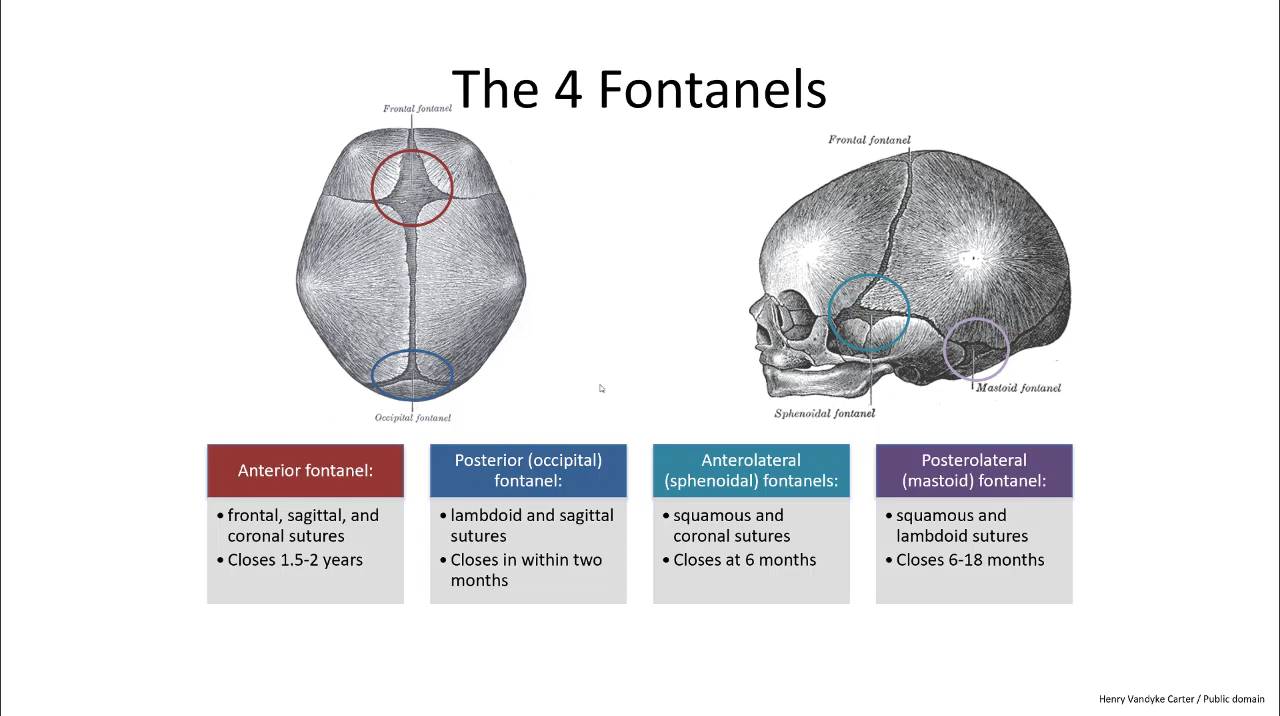 The 4 Fontanels
Frontal fontanel
Occipital fontanel
Frontal fontanel
Sphenoidal fontanel
Mastoid fontanel
Anterior fontanel:
• frontal, sagittal, and
coronal sutures
• Closes 1.5-2 years
Posterior (occipital)
fontanel:
• lambdoid and sagittal
sutures
• Closes in within two
months
Anterolateral
(sphenoidal) fontanels:
• squamous and
coronal sutures
• Closes at 6 months
Posterolateral
(mastoid) fontanel:
• squamous and
lambdoid sutures
• Closes 6-18 months
Henry Vandyke Carter / Public domain